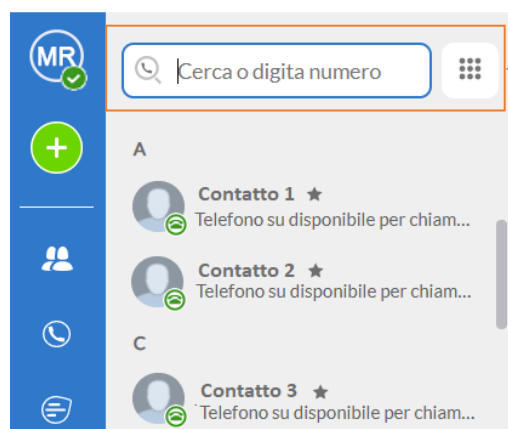 MR
Cerca o digita numero
A
Contatto 1
Telefono su disponibile per chiam...
Contatto 2
Telefono su disponibile per chiam...
C
Contatto 3
Telefono su disponibile per chiam...